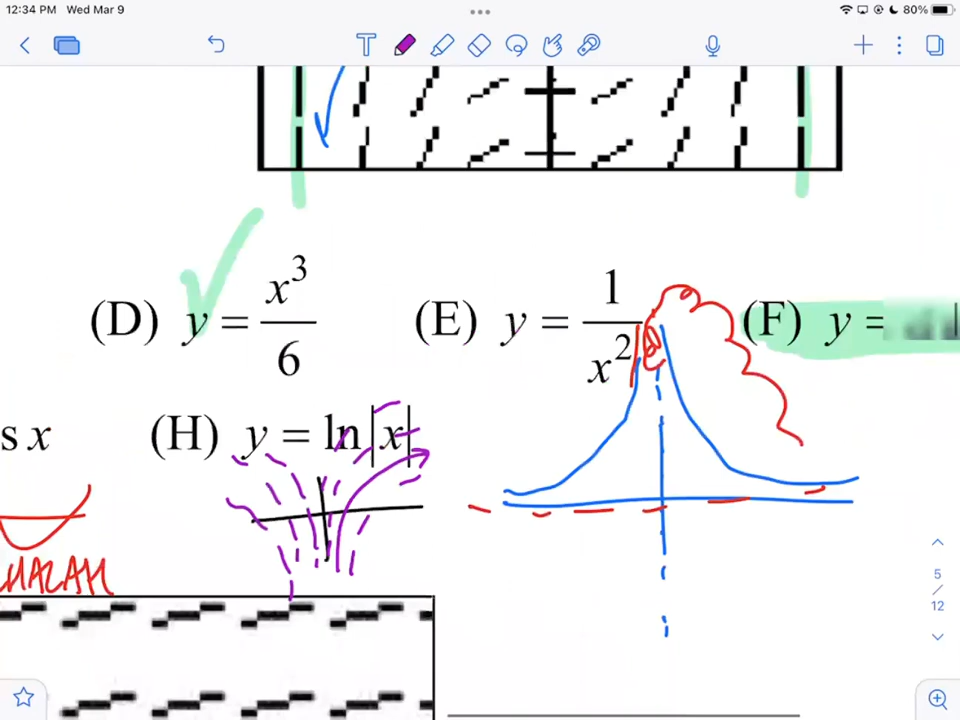 12:34 PM Wed Mar 9
80%
T
(D) y = x³/6
(E) y = 1/x²
(F) y =
s x
(H) y = ln|x|
5
/
12